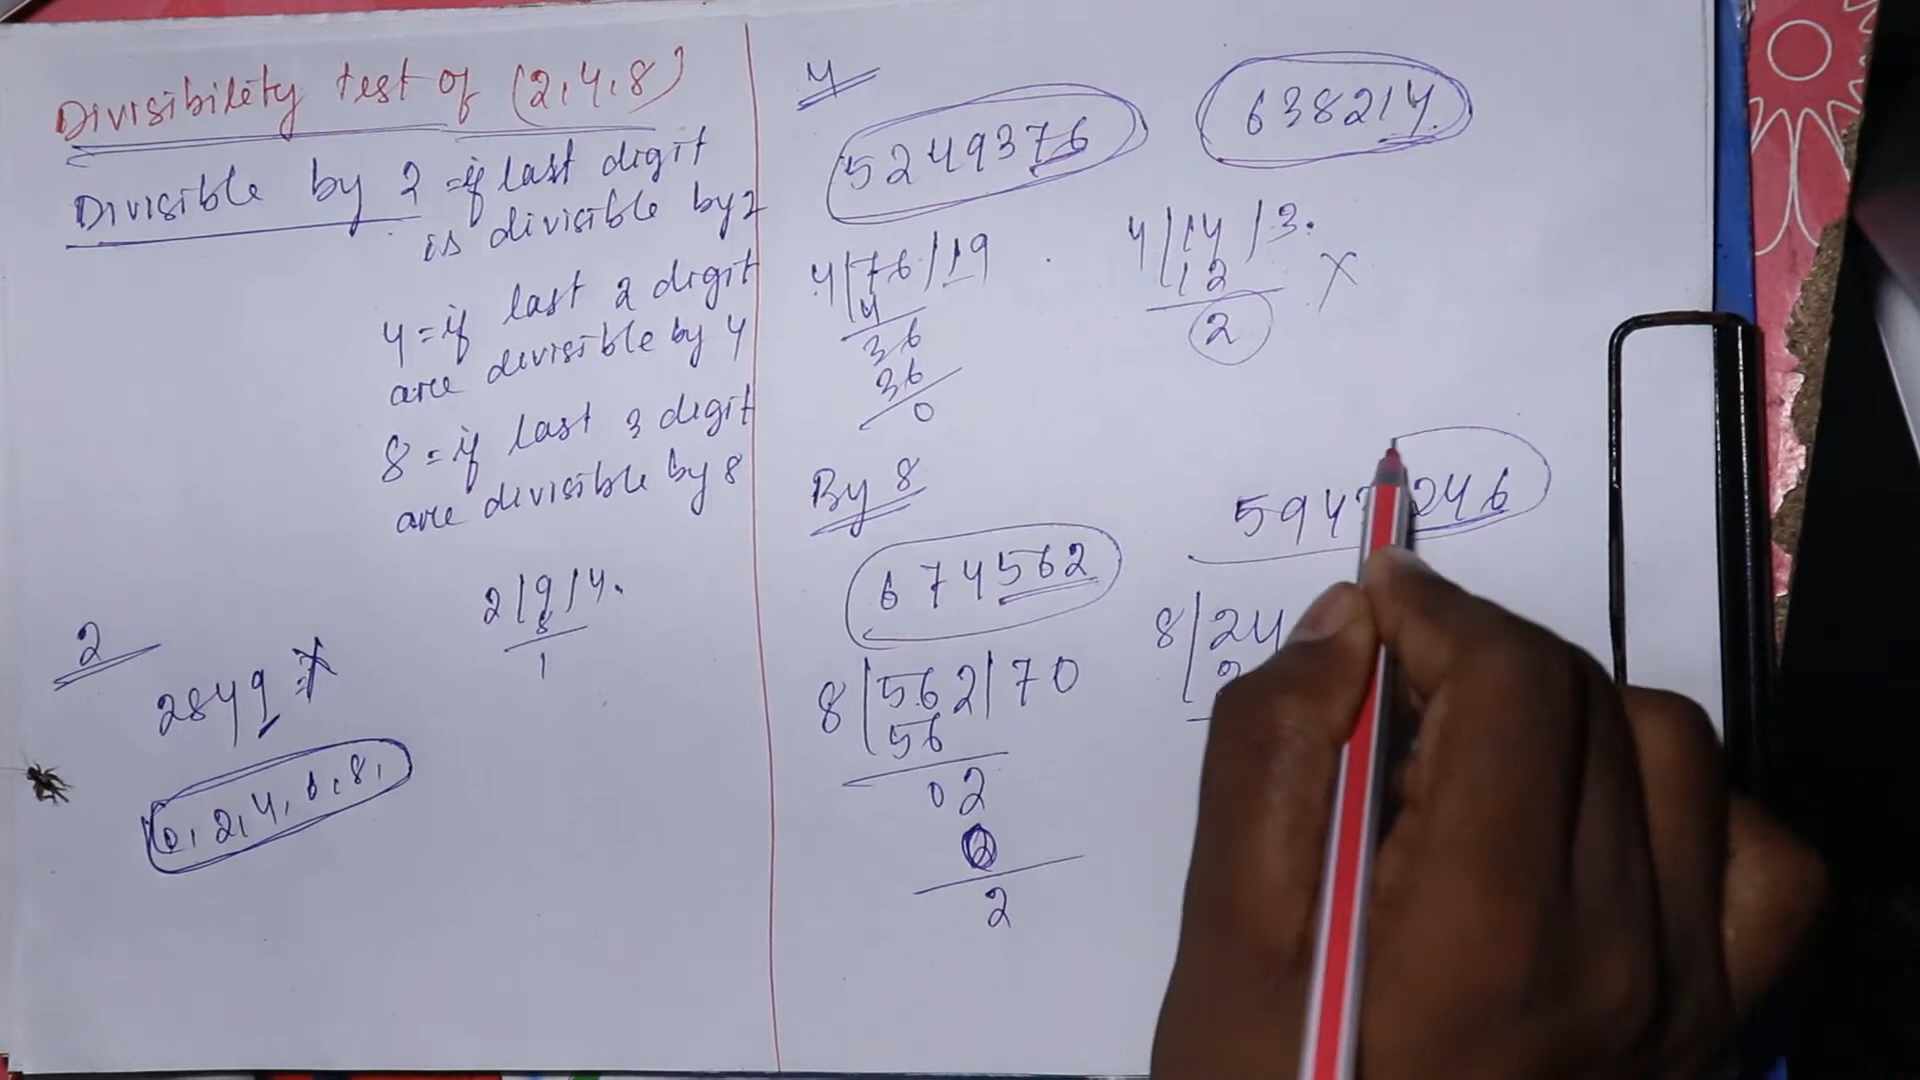 Divisibility test of (2,4,8)
Divisible by 2 = if last digit
is divisible by 2
4 = if last 2 digit
are divisible by 4
8 = if last 3 digit
are divisible by 8
2
2849 = X
0, 2, 4, 6, 8,
2|9|4.
8
1
4
5249376
638214.
4|76|19
4
36
36
0
4|14|3.
12
X
2
By 8
674562
8|562|70
56
02
0
2
246
8|24